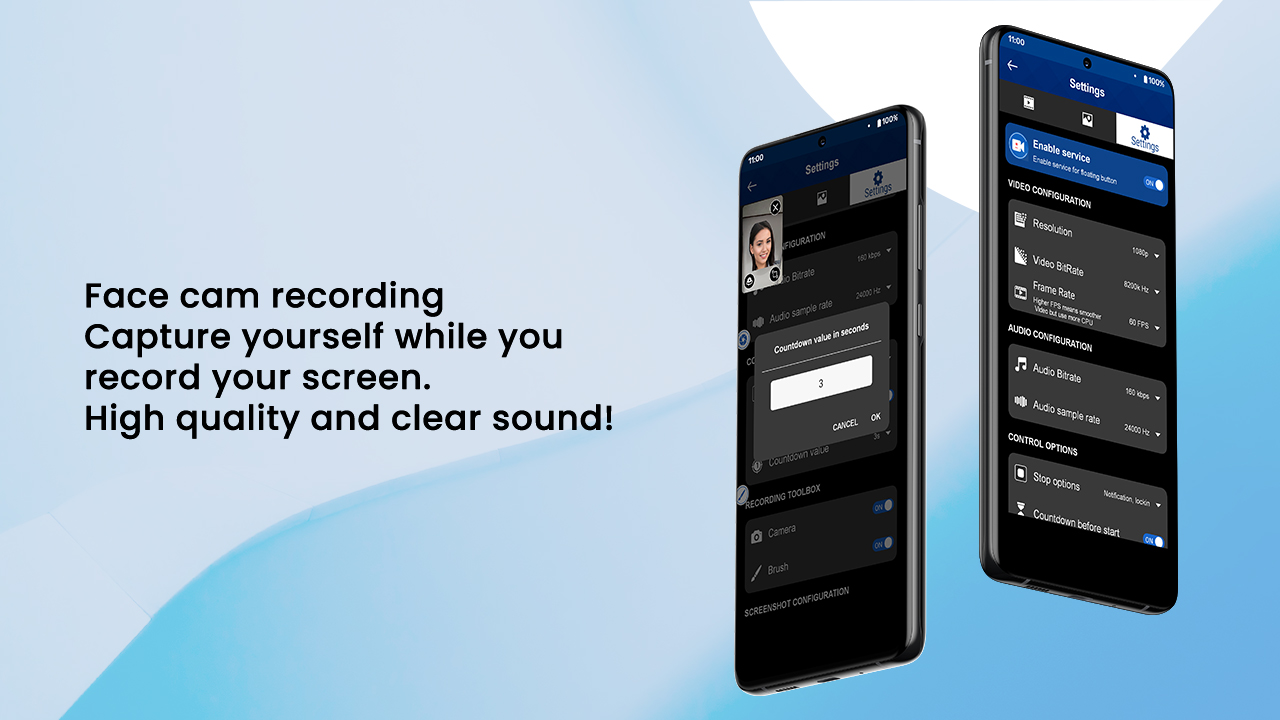 Face cam recording
Capture yourself while you
record your screen.
High quality and clear sound!
11:00
100%
Settings
Settings
Audio Bitrate
160 kbps
Audio sample rate
24000 Hz
Countdown value in seconds
3
CANCEL
OK
Countdown value
3s
RECORDING TOOLBOX
Camera
ON
Brush
ON
SCREENSHOT CONFIGURATION
11:00
100%
Settings
Settings
Enable service
Enable service for floating button
ON
VIDEO CONFIGURATION
Resolution
1080p
Video BitRate
8200k Hz
Frame Rate
Higher FPS means smoother
Video but use more CPU
60 FPS
AUDIO CONFIGURATION
Audio Bitrate
160 kbps
Audio sample rate
24000 Hz
CONTROL OPTIONS
Stop options
Notification, lockin
Countdown before start
ON